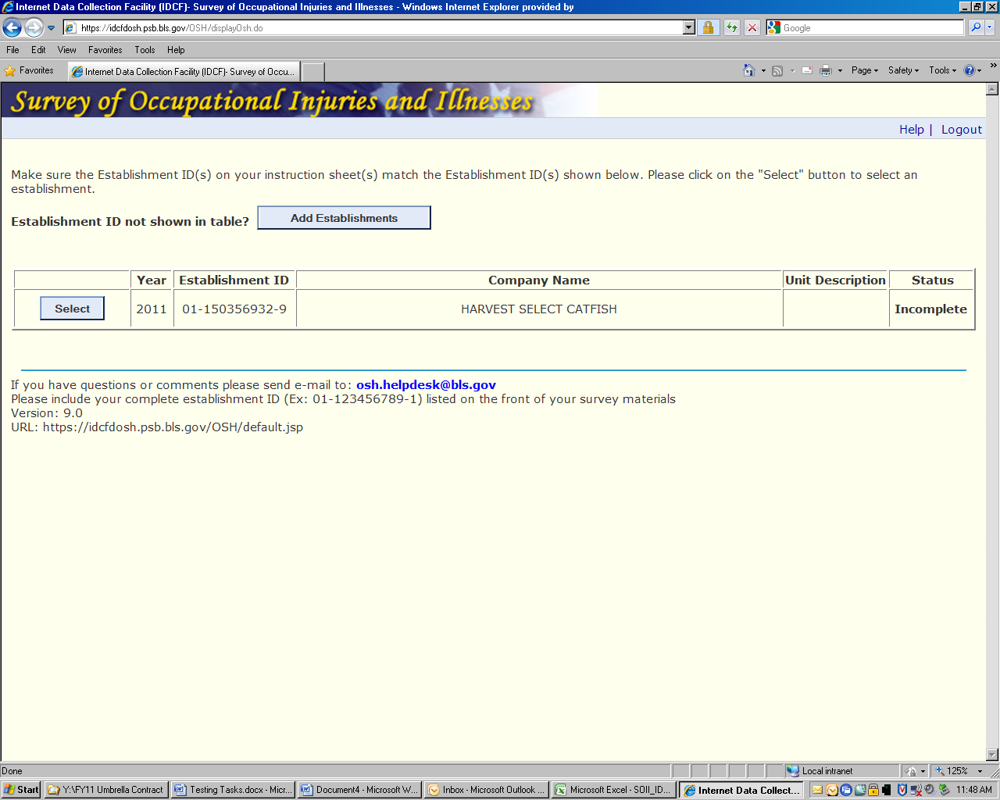 Internet Data Collection Facility (IDCF)- Survey of Occupational Injuries and Illnesses - Windows Internet Explorer provided by
https://idcfdosh.psb.bls.gov/OSH/displayOsh.do
Google
File Edit View Favorites Tools Help
Favorites
Internet Data Collection Facility (IDCF)- Survey of Occu...
Page Safety Tools
Survey of Occupational Injuries and Illnesses
Help | Logout
Make sure the Establishment ID(s) on your instruction sheet(s) match the Establishment ID(s) shown below. Please click on the "Select" button to select an
establishment.
Establishment ID not shown in table? Add Establishments
Year Establishment ID Company Name Unit Description Status
Select 2011 01-150356932-9 HARVEST SELECT CATFISH Incomplete
If you have questions or comments please send e-mail to: osh.helpdesk@bls.gov
Please include your complete establishment ID (Ex: 01-123456789-1) listed on the front of your survey materials
Version: 9.0
URL: https://idcfdosh.psb.bls.gov/OSH/default.jsp
Done Local intranet 125%
Start Y:\FY11 Umbrella Contract Testing Tasks.docx - Micr... Document4 - Microsoft W... Inbox - Microsoft Outlook ... Microsoft Excel - SOII_ID... Internet Data Collect... 11:48 AM